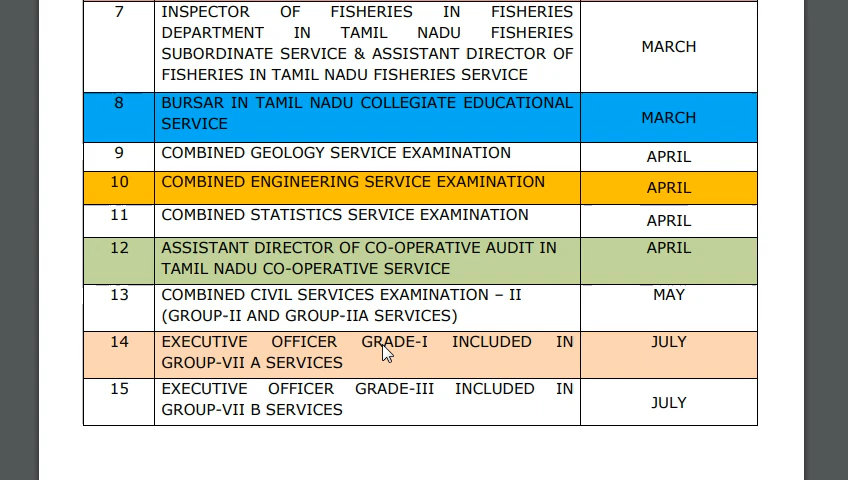 7 INSPECTOR OF FISHERIES IN FISHERIES
DEPARTMENT IN TAMIL NADU FISHERIES
SUBORDINATE SERVICE & ASSISTANT DIRECTOR OF
FISHERIES IN TAMIL NADU FISHERIES SERVICE
MARCH
8 BURSAR IN TAMIL NADU COLLEGIATE EDUCATIONAL
SERVICE
MARCH
9 COMBINED GEOLOGY SERVICE EXAMINATION APRIL
10 COMBINED ENGINEERING SERVICE EXAMINATION APRIL
11 COMBINED STATISTICS SERVICE EXAMINATION APRIL
12 ASSISTANT DIRECTOR OF CO-OPERATIVE AUDIT IN APRIL
TAMIL NADU CO-OPERATIVE SERVICE
13 COMBINED CIVIL SERVICES EXAMINATION – II MAY
(GROUP-II AND GROUP-IIA SERVICES)
14 EXECUTIVE OFFICER GRADE-I INCLUDED IN JULY
GROUP-VII A SERVICES
15 EXECUTIVE OFFICER GRADE-III INCLUDED IN
GROUP-VII B SERVICES
JULY